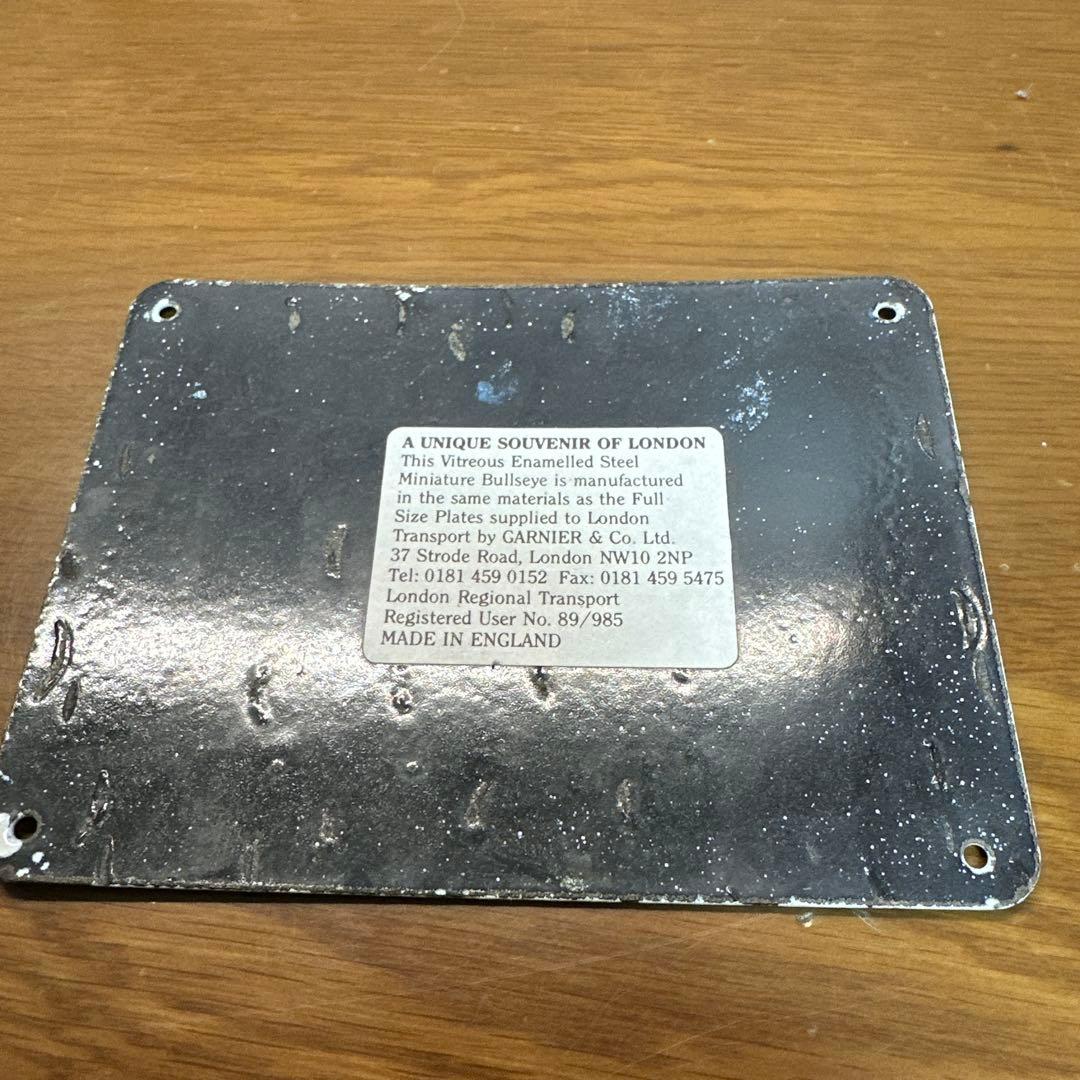 A UNIQUE SOUVENIR OF LONDON
This Vitreous Enamelled Steel
Miniature Bullseye is manufactured
in the same materials as the Full
Size Plates supplied to London
Transport by GARNIER & Co. Ltd.
37 Strode Road, London NW10 2NP
Tel: 0181 459 0152 Fax: 0181 459 5475
London Regional Transport
Registered User No. 89/985
MADE IN ENGLAND